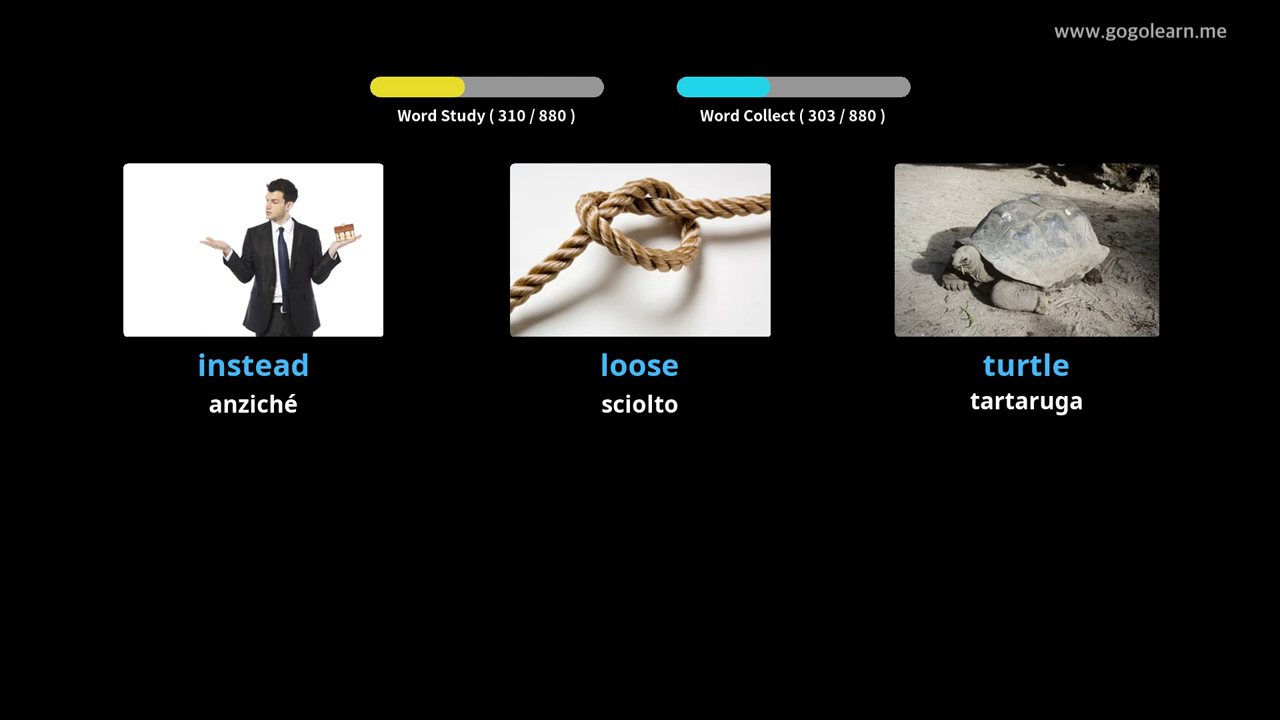 www.gogolearn.me
Word Study ( 310 / 880 )
Word Collect ( 303 / 880 )
instead
anziché
loose
sciolto
turtle
tartaruga